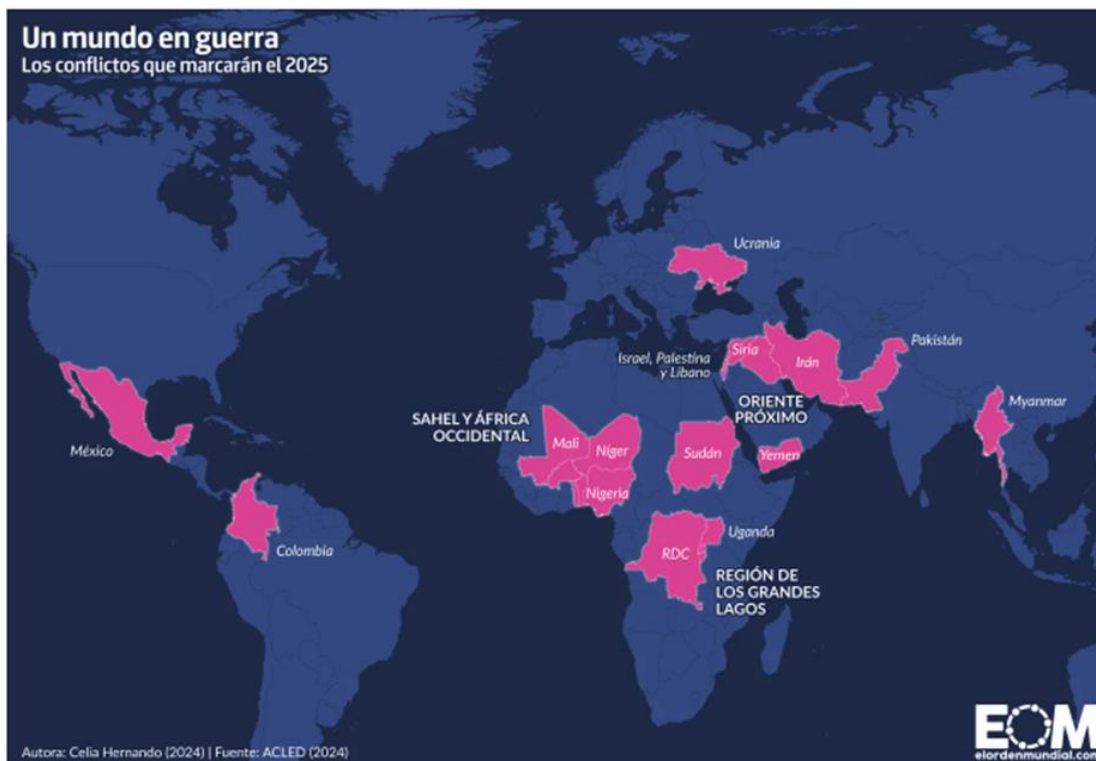 Un mundo en guerra
Los conflictos que marcarán el 2025
Ucrania
Israel, Palestina
y Líbano
Siria
Irán
Pakistán
ORIENTE
PRÓXIMO
Myanmar
SAHEL Y ÁFRICA
OCCIDENTAL
México
Malí
Níger
Nigeria
Sudán
Yemen
Colombia
RDC
Uganda
REGIÓN DE
LOS GRANDES
LAGOS
EOM
elordenmundial.com
Autora: Celia Hernando (2024) | Fuente: ACLED (2024)